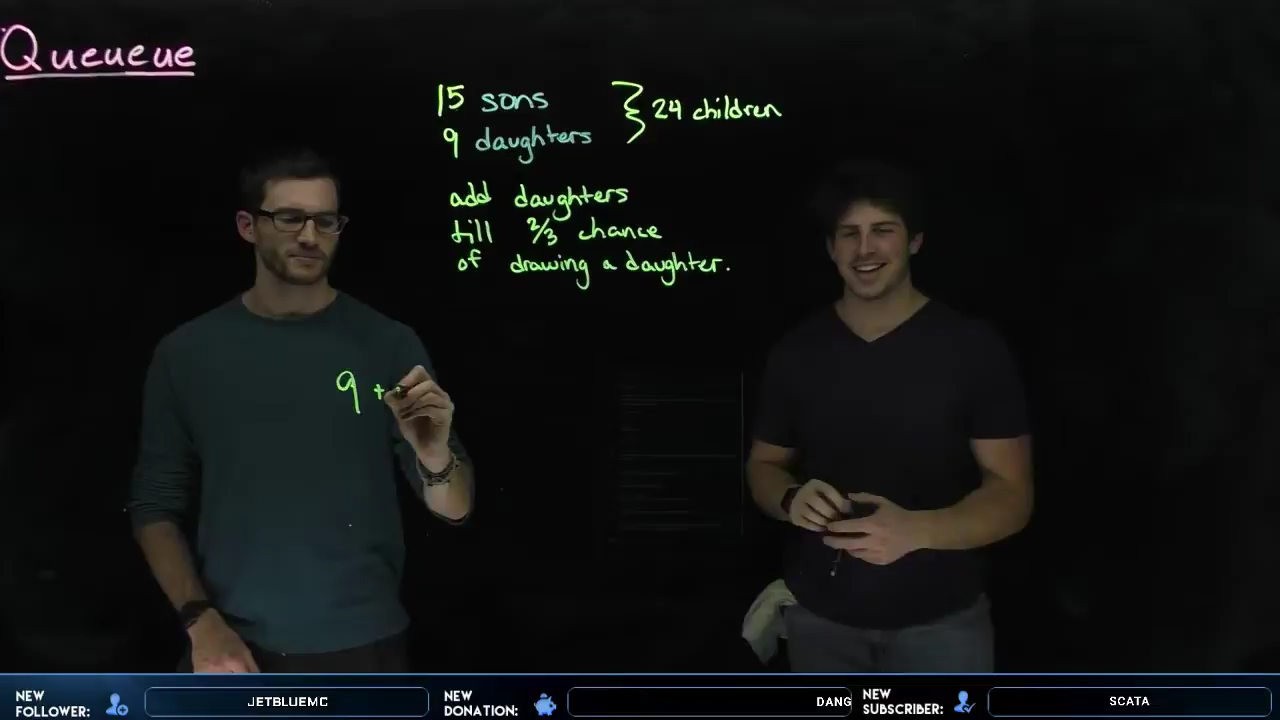 Queueue
15 sons
9 daughters
24 children
add daughters
till 2/3 chance
of drawing a daughter.
9 +
NEW FOLLOWER:
JETBLUEMC
NEW DONATION:
DANG
NEW SUBSCRIBER:
SCATA